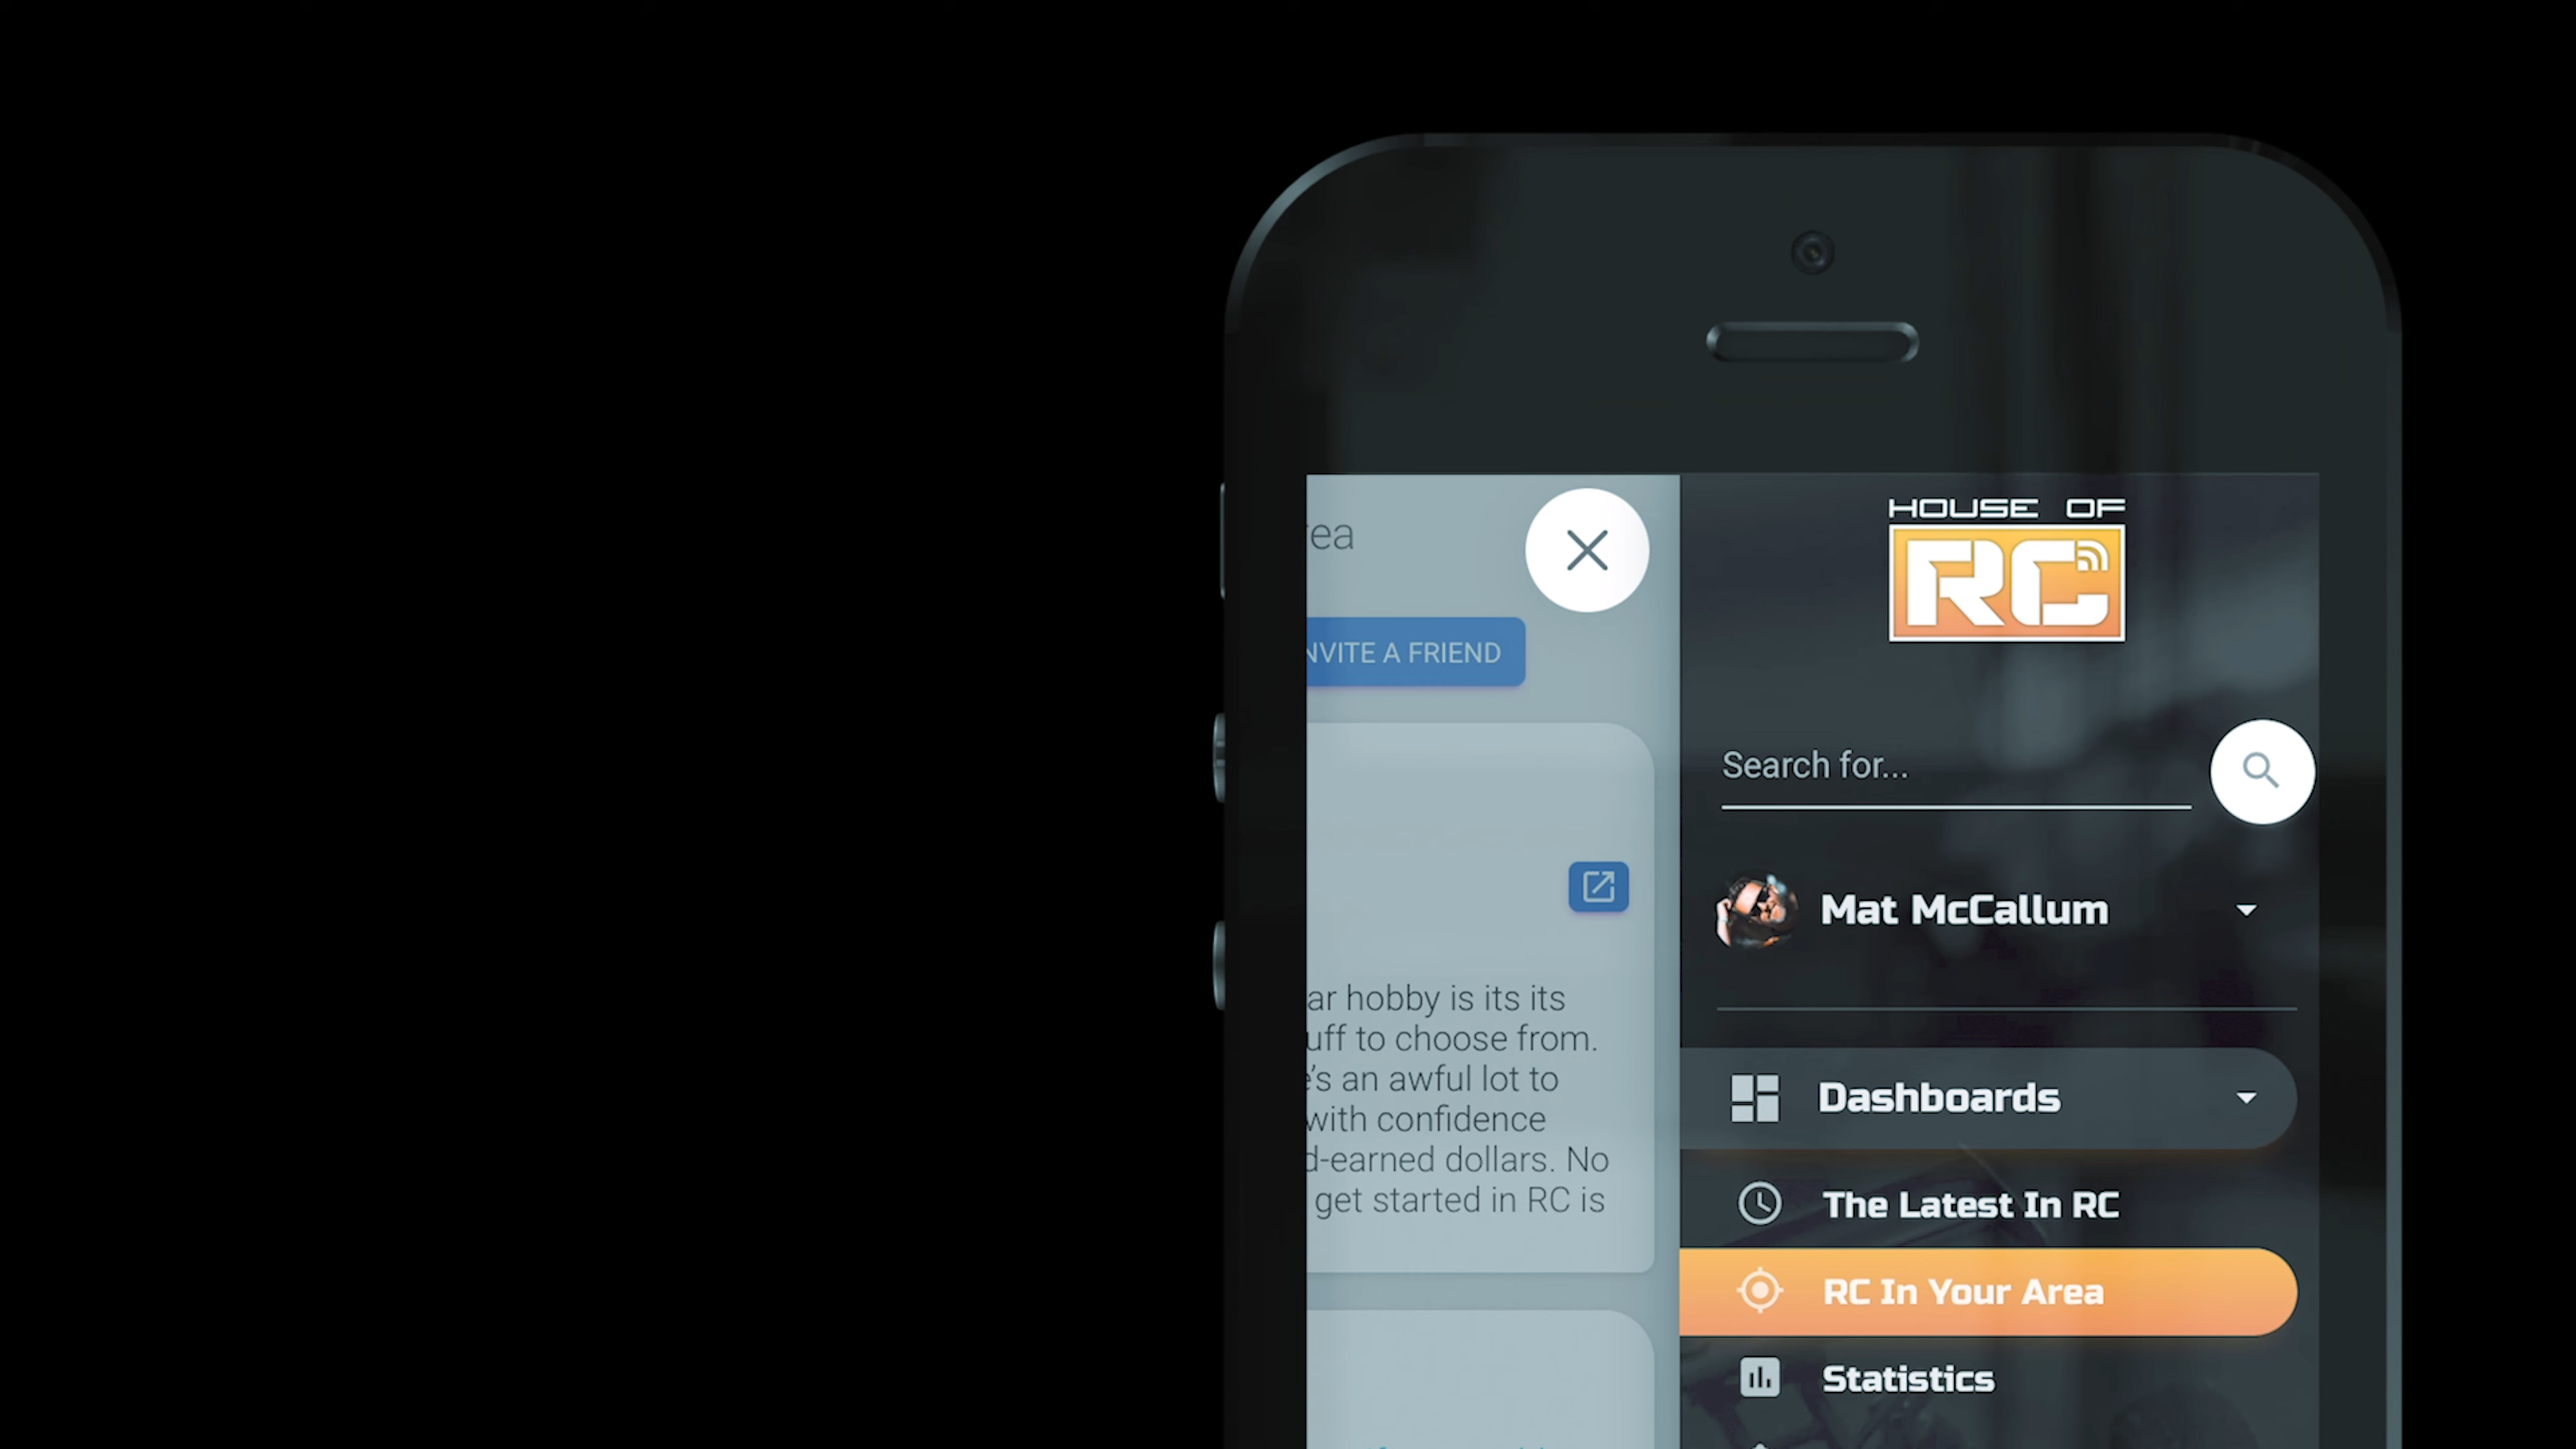 rea
NVITE A FRIEND
ar hobby is its its
uff to choose from.
e's an awful lot to
with confidence
d-earned dollars. No
get started in RC is
HOUSE OF
RC
Search for...
Mat McCallum
Dashboards
The Latest In RC
RC In Your Area
Statistics